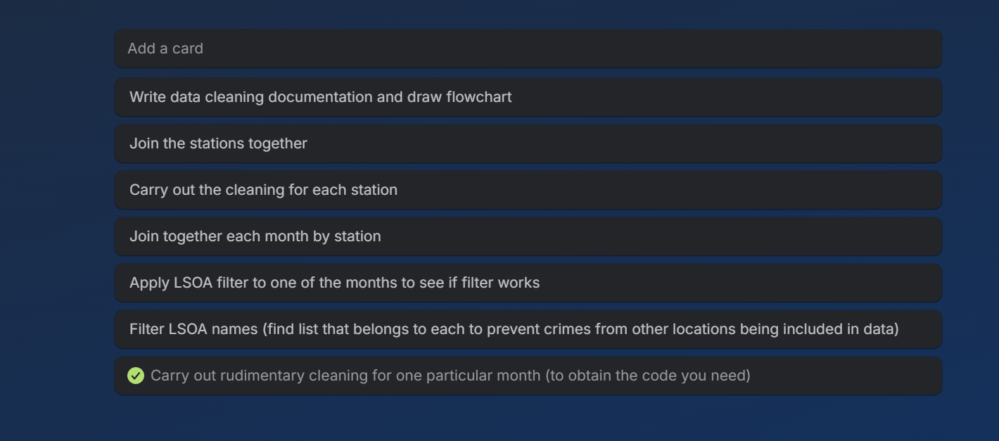 Add a card
Write data cleaning documentation and draw flowchart
Join the stations together
Carry out the cleaning for each station
Join together each month by station
Apply LSOA filter to one of the months to see if filter works
Filter LSOA names (find list that belongs to each to prevent crimes from other locations being included in data)
Carry out rudimentary cleaning for one particular month (to obtain the code you need)